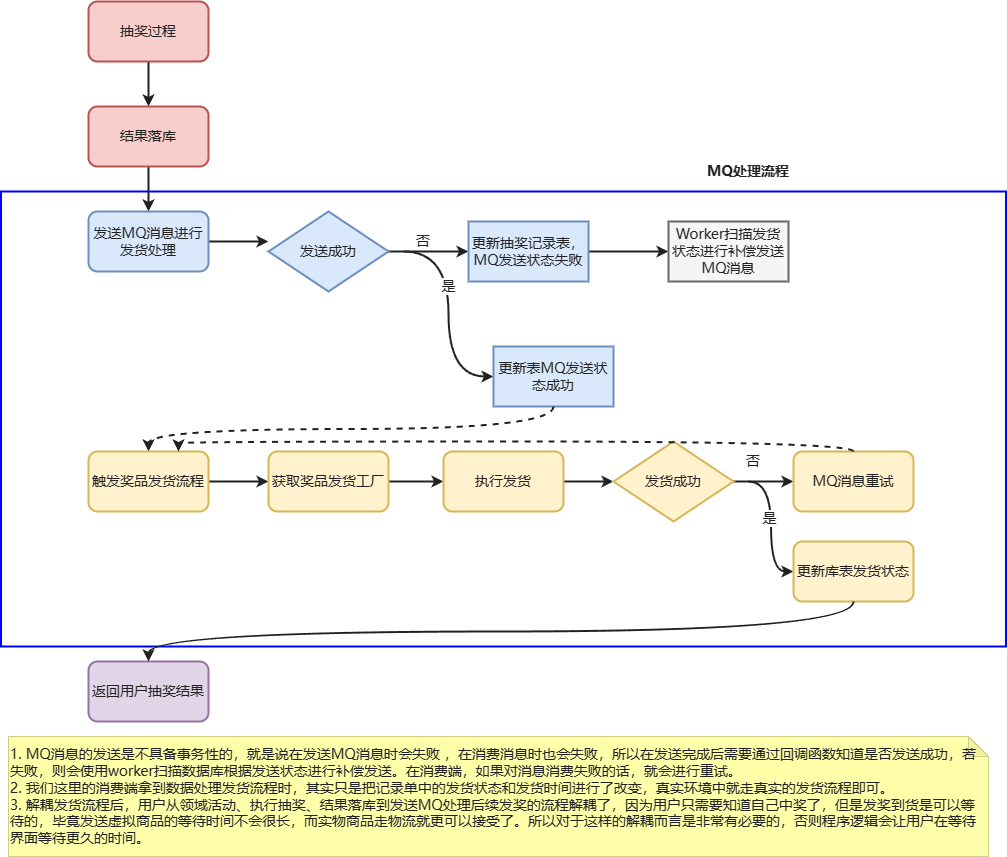 抽奖过程
结果落库
MQ处理流程
发送MQ消息进行
发货处理
发送成功
否
更新抽奖记录表，
MQ发送状态失败
Worker扫描发货
状态进行补偿发送
MQ消息
是
更新表MQ发送状
态成功
触发奖品发货流程
获取奖品发货工厂
执行发货
发货成功
否
MQ消息重试
是
更新库表发货状态
返回用户抽奖结果
1. MQ消息的发送是不具备事务性的，就是说在发送MQ消息时会失败 ，在消费消息时也会失败，所以在发送完成后需要通过回调函数知道是否发送成功，若
失败，则会使用worker扫描数据库根据发送状态进行补偿发送。在消费端，如果对消息消费失败的话，就会进行重试。
2. 我们这里的消费端拿到数据处理发货流程时，其实只是把记录单中的发货状态和发货时间进行了改变，真实环境中就走真实的发货流程即可。
3. 解耦发货流程后，用户从领域活动、执行抽奖、结果落库到发送MQ处理后续发奖的流程解耦了，因为用户只需要知道自己中奖了，但是发奖到货是可以等
待的，毕竟发送虚拟商品的等待时间不会很长，而实物商品走物流就更可以接受了。所以对于这样的解耦而言是非常有必要的，否则程序逻辑会让用户在等待
界面等待更久的时间。